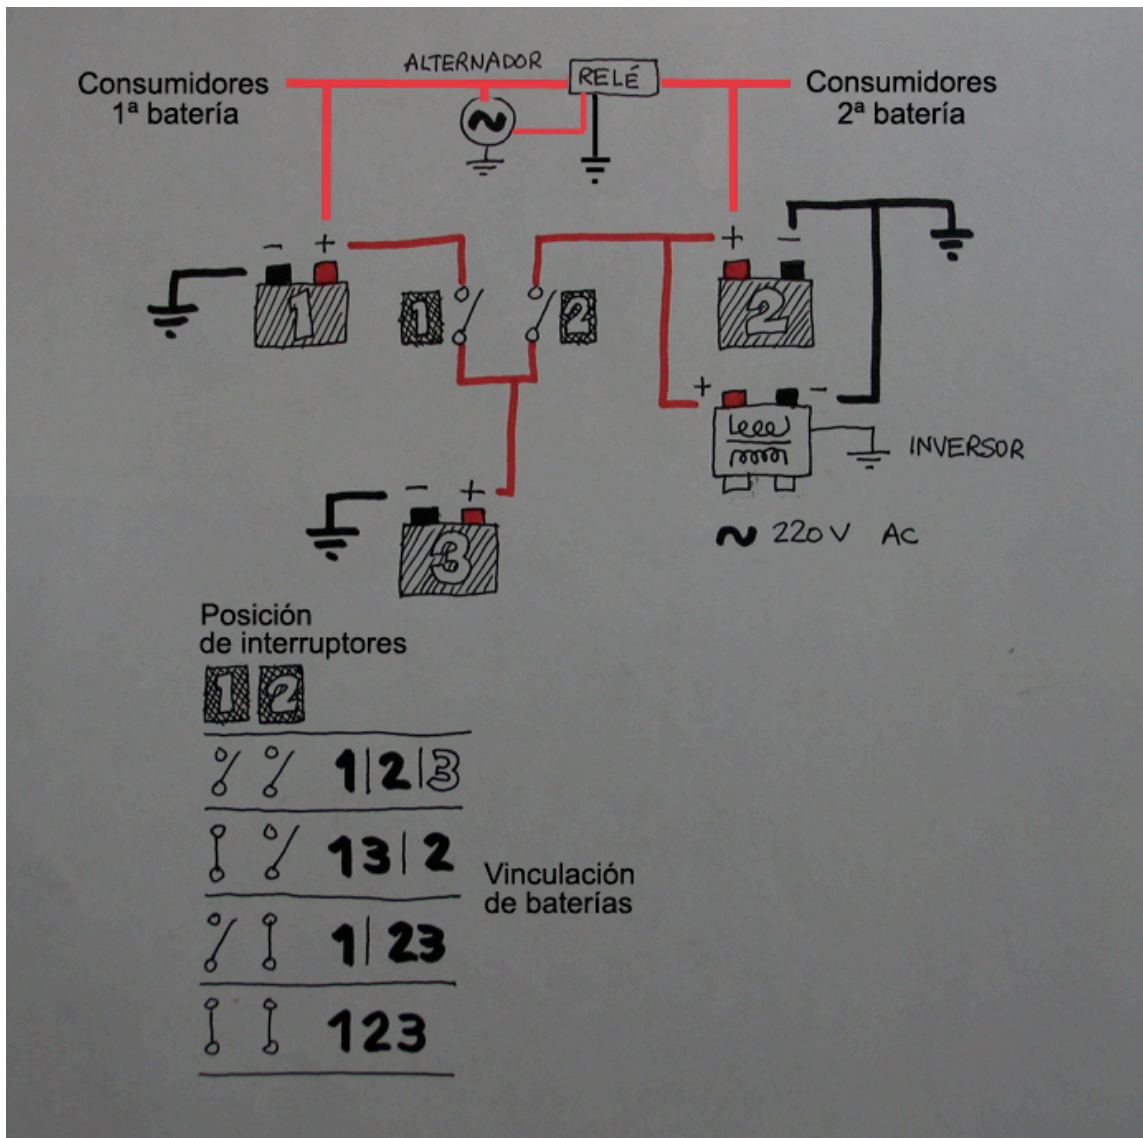 ALTERNADOR
RELÉ
Consumidores
1ª batería
Consumidores
2ª batería
- +
+ -
1
1
2
2
+ -
INVERSOR
- +
3
~ 220V AC
Posición
de interruptores
1 2
1|2|3
13|2
Vinculación
de baterías
1|23
123